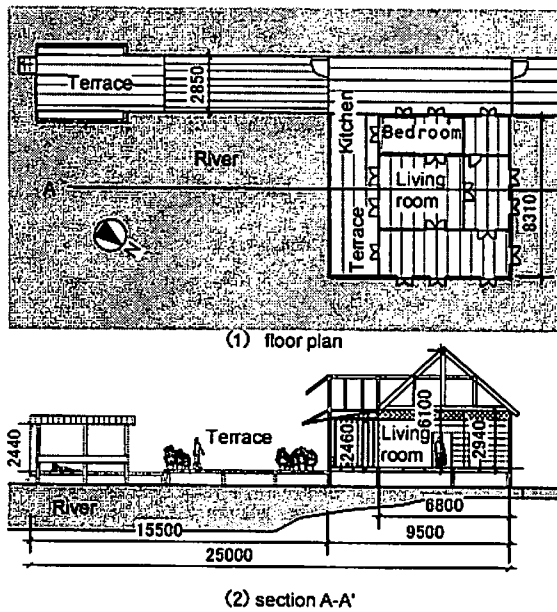 Terrace
2850
Kitchen
Bedroom
River
A
Living
room
Terrace
8310
N
(1) floor plan
2440
Terrace
2460
Living
room
6100
2940
River
6800
15500
9500
25000
(2) section A-A'